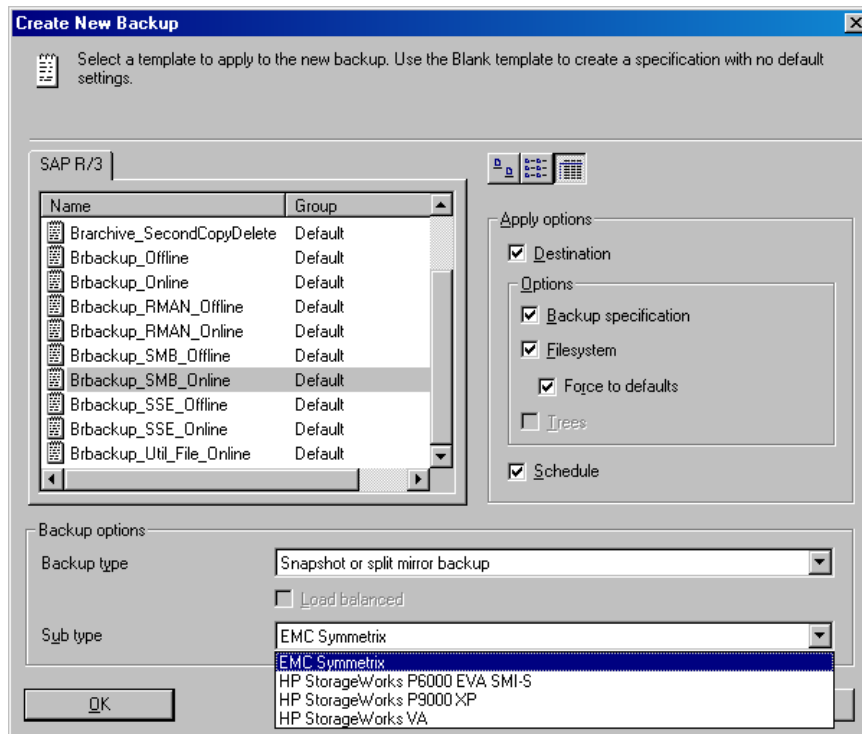 Create New Backup
Select a template to apply to the new backup. Use the Blank template to create a specification with no default
settings.
SAP R/3
Name Group
Brarchive_SecondCopyDelete Default
Brbackup_Offline Default
Brbackup_Online Default
Brbackup_RMAN_Offline Default
Brbackup_RMAN_Online Default
Brbackup_SMB_Offline Default
Brbackup_SMB_Online Default
Brbackup_SSE_Offline Default
Brbackup_SSE_Online Default
Brbackup_Util_File_Online Default
Apply options
Destination
Options
Backup specification
Filesystem
Force to defaults
Trees
Schedule
Backup options
Backup type Snapshot or split mirror backup
Load balanced
Sub type EMC Symmetrix
EMC Symmetrix
HP StorageWorks P6000 EVA SMI-S
HP StorageWorks P9000 XP
HP StorageWorks VA
OK